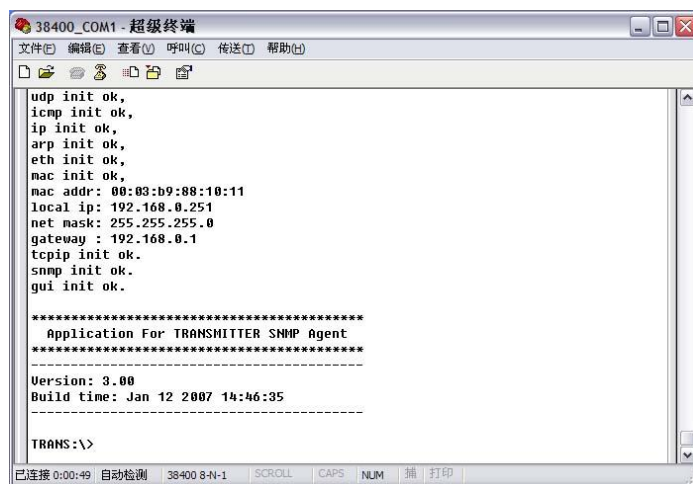 38400_COM1 - 超级终端
文件(F) 编辑(E) 查看(V) 呼叫(C) 传送(T) 帮助(H)
udp init ok,
icmp init ok,
ip init ok,
arp init ok,
eth init ok,
mac init ok,
mac addr: 00:03:b9:88:10:11
local ip: 192.168.0.251
net mask: 255.255.255.0
gateway : 192.168.0.1
tcpip init ok.
snmp init ok.
gui init ok.
******************************************
Application For TRANSMITTER SNMP Agent
******************************************
------------------------------------------
Version: 3.00
Build time: Jan 12 2007 14:46:35
------------------------------------------
TRANS:\>
已连接 0:00:49 自动检测 38400 8-N-1 SCROLL CAPS NUM 捕 打印